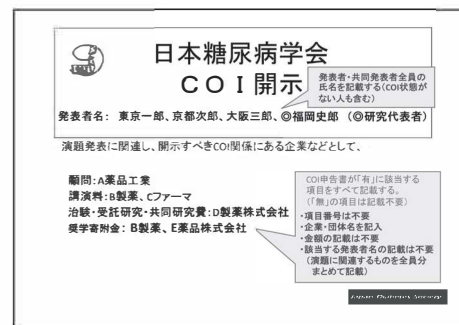 日本糖尿病学会
ＣＯＩ開示
発表者・共同発表者全員の
氏名を記載する(COI状態が
ない人も含む)
発表者名： 東京一郎、京都次郎、大阪三郎、◎福岡史郎 （◎研究代表者）
演題発表に関連し、開示すべきCOI関係にある企業などとして、
顧問：A薬品工業
講演料：B製薬、Cファーマ
治験・受託研究・共同研究費：D製薬株式会社
奨学寄附金： B製薬、E薬品株式会社
COI申告書が「有」に該当する
項目をすべて記載する。
(「無」の項目は記載不要)
・項目番号は不要
・企業・団体名を記入
・金額の記載は不要
・該当する発表者名の記載は不要
（演題に関連するものを全員分
まとめて記載）
Japan Diabetes Society